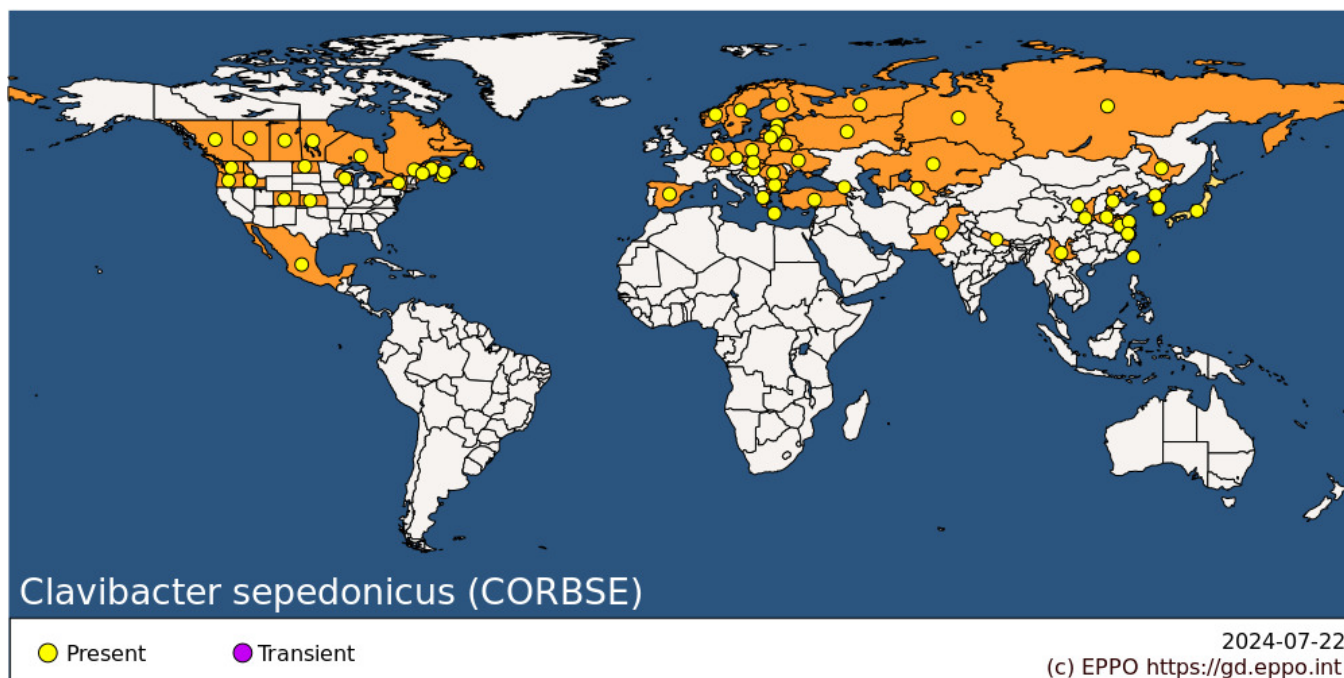 Clavibacter sepedonicus (CORBSE)
Present
Transient
2024-07-22
(c) EPPO https://gd.eppo.int